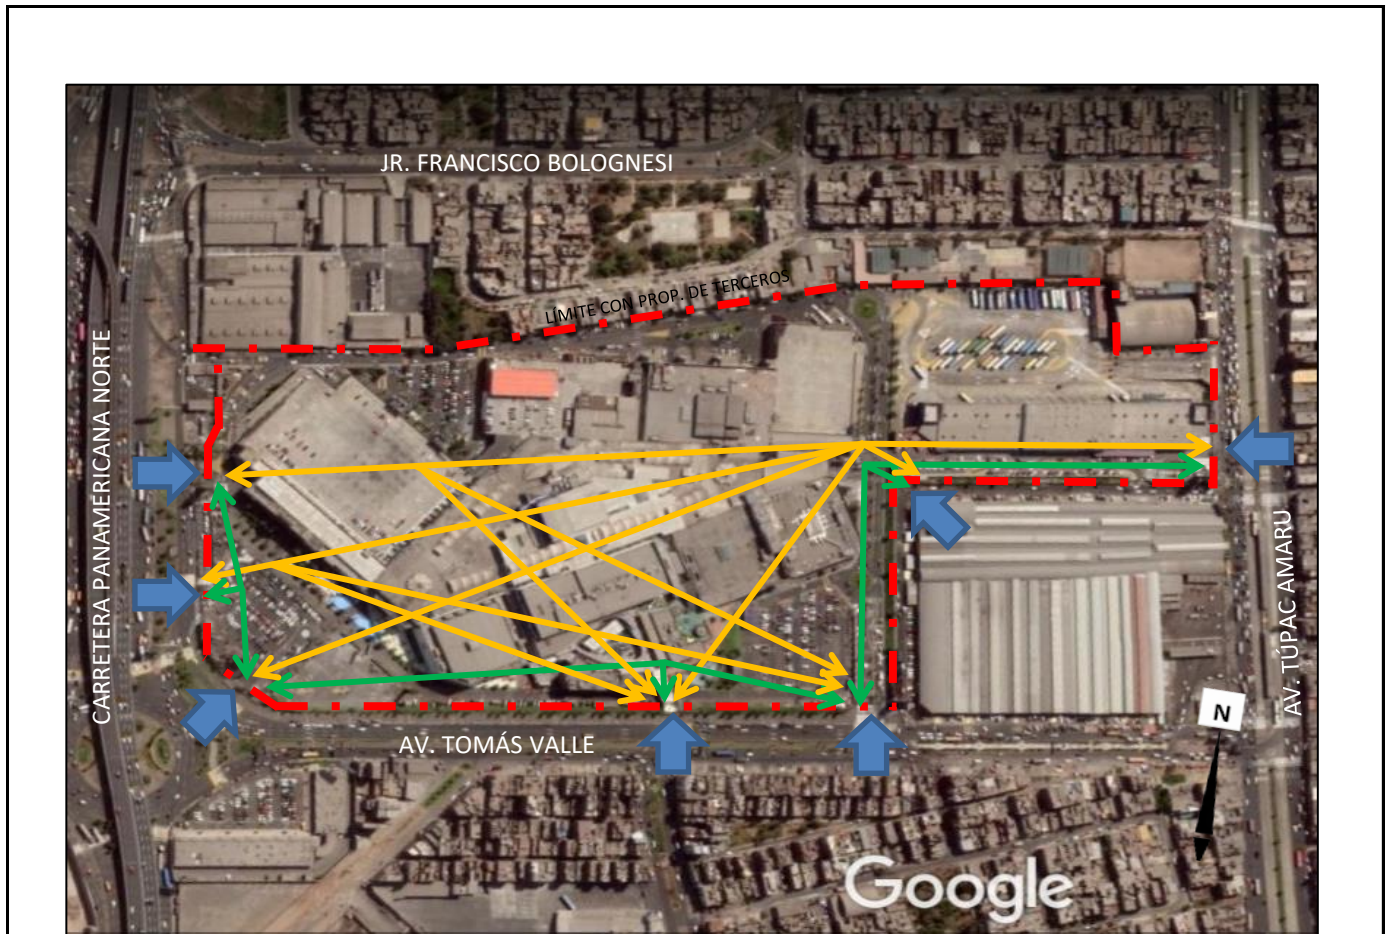 JR. FRANCISCO BOLOGNESI
LÍMITE CON PROP. DE TERCEROS
CARRETERA PANAMERICANA NORTE
AV. TÚPAC AMARU
N
AV. TOMÁS VALLE
Google